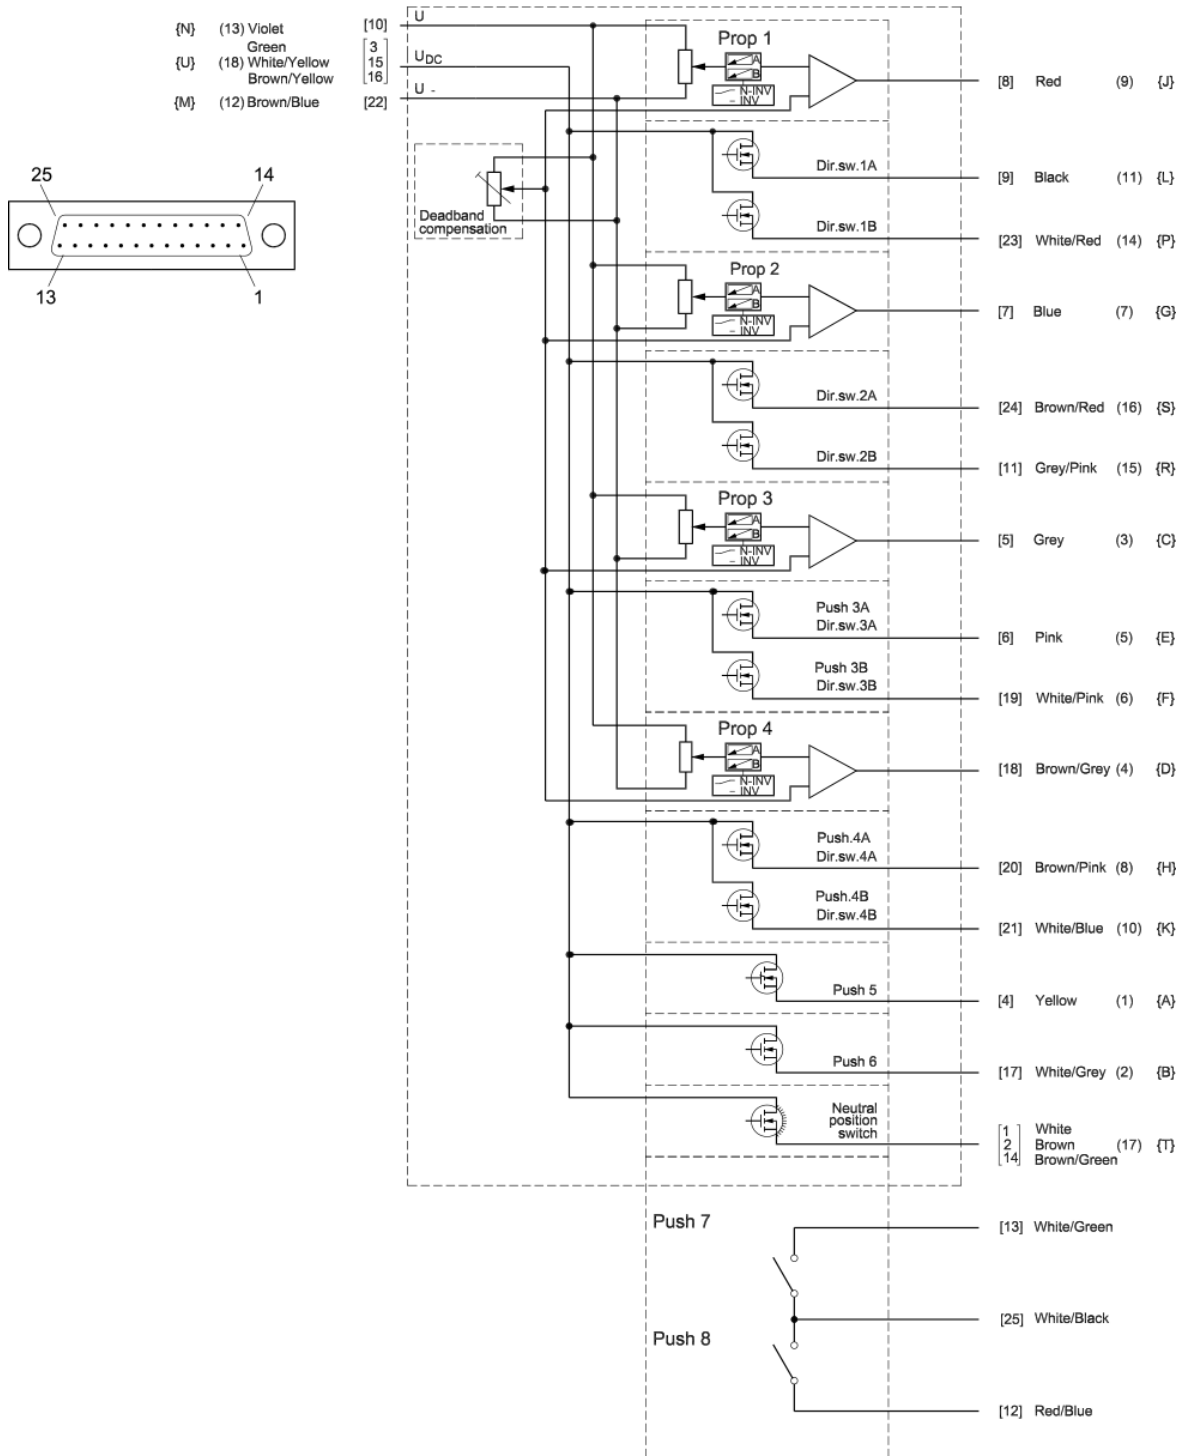 {N} (13) Violet [10] U
Green [3
{U} (18) White/Yellow 15 UDC
Brown/Yellow 16]
{M} (12) Brown/Blue [22] U -
25 14
13 1
Deadband
compensation
Prop 1
A
B
N-INV
INV
[8] Red (9) {J}
Dir.sw.1A
[9] Black (11) {L}
Dir.sw.1B
[23] White/Red (14) {P}
Prop 2
A
B
N-INV
INV
[7] Blue (7) {G}
Dir.sw.2A
[24] Brown/Red (16) {S}
Dir.sw.2B
[11] Grey/Pink (15) {R}
Prop 3
A
B
N-INV
INV
[5] Grey (3) {C}
Push 3A
Dir.sw.3A
[6] Pink (5) {E}
Push 3B
Dir.sw.3B
[19] White/Pink (6) {F}
Prop 4
A
B
N-INV
INV
[18] Brown/Grey (4) {D}
Push.4A
Dir.sw.4A
[20] Brown/Pink (8) {H}
Push.4B
Dir.sw.4B
[21] White/Blue (10) {K}
Push 5
[4] Yellow (1) {A}
Push 6
[17] White/Grey (2) {B}
Neutral
position
switch
[1 White
2 Brown (17) {T}
14] Brown/Green
Push 7
[13] White/Green
[25] White/Black
Push 8
[12] Red/Blue